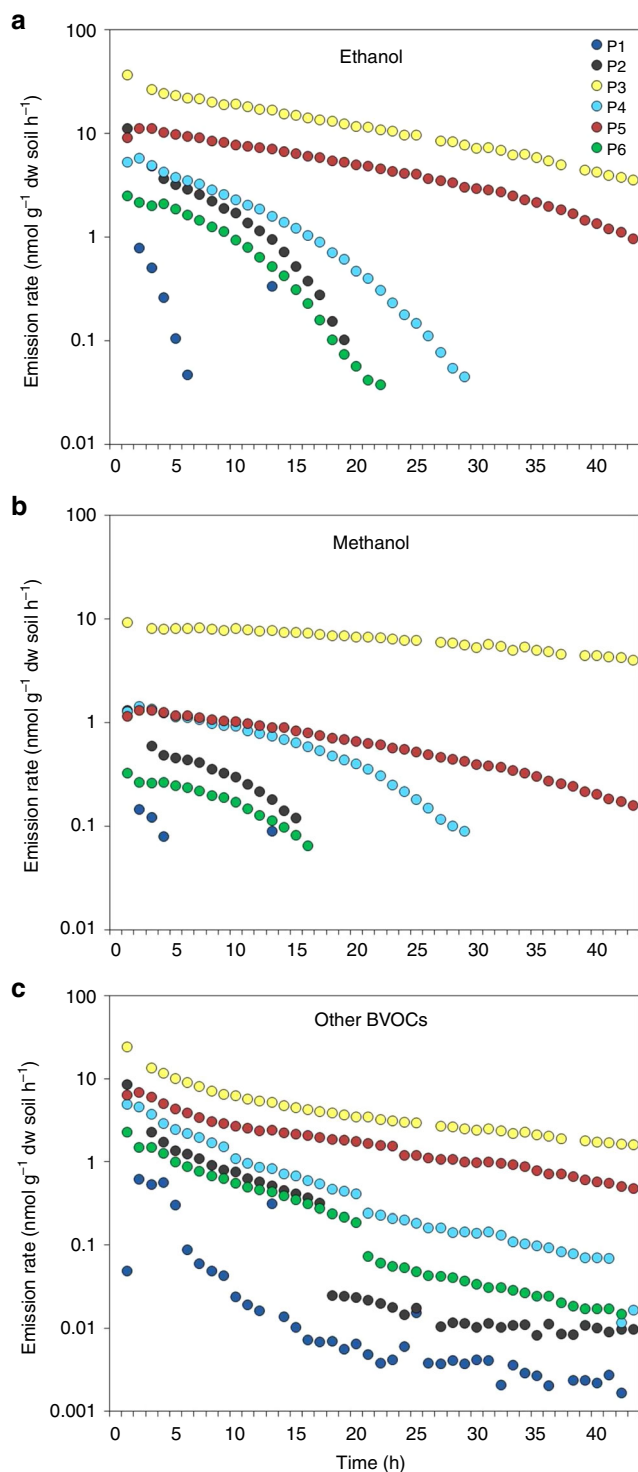 a
Ethanol
P1
P2
P3
P4
P5
P6
Emission rate (nmol g⁻¹ dw soil h⁻¹)
100
10
1
0.1
0.01
0 5 10 15 20 25 30 35 40
b
Methanol
Emission rate (nmol g⁻¹ dw soil h⁻¹)
100
10
1
0.1
0.01
0 5 10 15 20 25 30 35 40
c
Other BVOCs
Emission rate (nmol g⁻¹ dw soil h⁻¹)
100
10
1
0.1
0.01
0.001
0 5 10 15 20 25 30 35 40
Time (h)